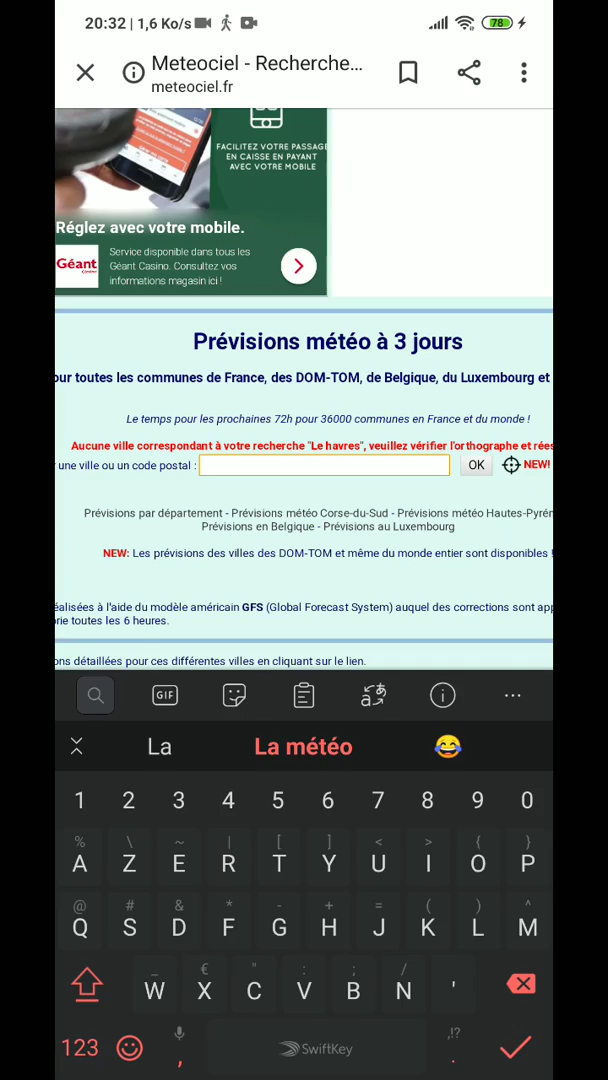 20:32 | 1,6 Ko/s
78
Meteociel - Recherche...
meteociel.fr
FACILITEZ VOTRE PASSAGE
EN CAISSE EN PAYANT
AVEC VOTRE MOBILE
Réglez avec votre mobile.
Géant
Service disponible dans tous les
Géant Casino. Consultez vos
informations magasin ici !
Prévisions météo à 3 jours
our toutes les communes de France, des DOM-TOM, de Belgique, du Luxembourg et
Le temps pour les prochaines 72h pour 36000 communes en France et du monde !
Aucune ville correspondant à votre recherche "Le havres", veuillez vérifier l'orthographe et rées
r une ville ou un code postal : OK NEW!
Prévisions par département - Prévisions météo Corse-du-Sud - Prévisions météo Hautes-Pyrén
Prévisions en Belgique - Prévisions au Luxembourg
NEW: Les prévisions des villes des DOM-TOM et même du monde entier sont disponibles !
éalisées à l'aide du modèle américain GFS (Global Forecast System) auquel des corrections sont app
rie toutes les 6 heures.
ons détaillées pour ces différentes villes en cliquant sur le lien.
GIF
La La météo
1 2 3 4 5 6 7 8 9 0
% \ ~ | [ ] < > { }
A Z E R T Y U I O P
@ # & * - + = ( ) ^
Q S D F G H J K L M
_ € " : ; /
W X C V B N '
,!?
123 , SwiftKey .